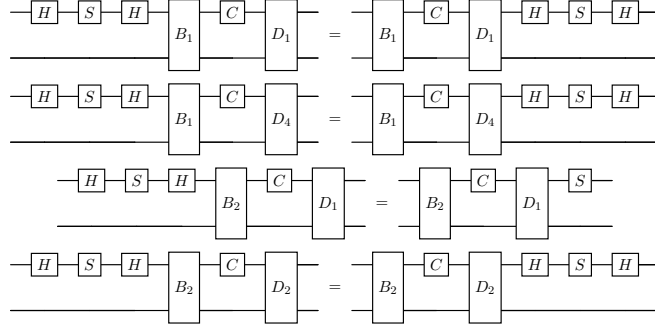 H S H B₁ C D₁ = B₁ C D₁ H S H
H S H B₁ C D₄ = B₁ C D₄ H S H
H S H B₂ C D₁ = B₂ C D₁ S
H S H B₂ C D₂ = B₂ C D₂ H S H